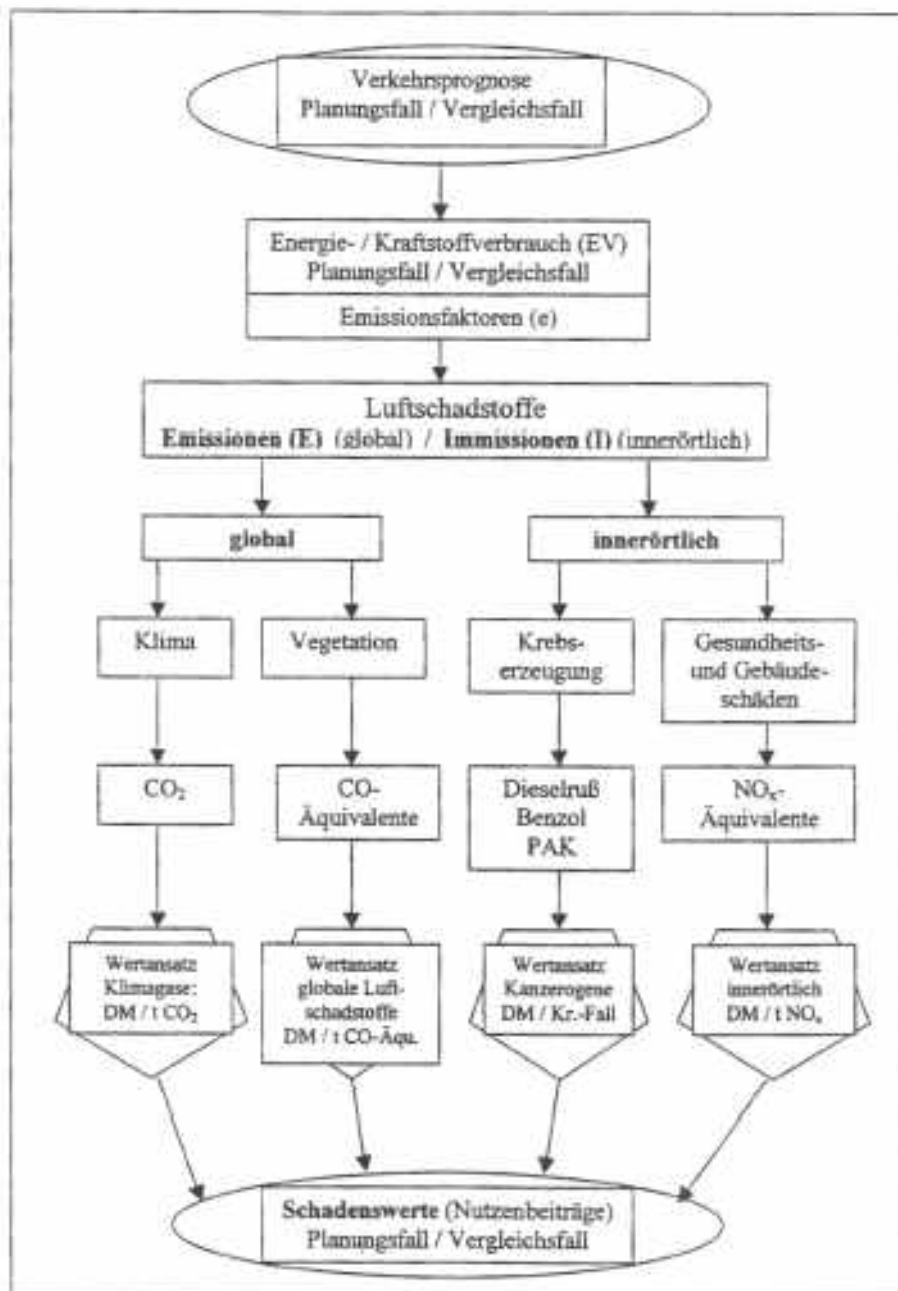 Verkehrsprognose
Planungsfall / Vergleichsfall
Energie- / Kraftstoffverbrauch (EV)
Planungsfall / Vergleichsfall
Emissionsfaktoren (e)
Luftschadstoffe
Emissionen (E) (global) / Immissionen (I) (innerörtlich)
global
innerörtlich
Klima
Vegetation
Krebs-
erzeugung
Gesundheits-
und Gebäude-
schäden
CO₂
CO-
Äquivalente
Dieselruß
Benzol
PAK
NOₓ-
Äquivalente
Wertansatz
Klimagase:
DM / t CO₂
Wertansatz
globale Luft-
schadstoffe
DM / t CO-Äqu.
Wertansatz
Kanzerogene
DM / Kr.-Fall
Wertansatz
innerörtlich
DM / t NOₓ
Schadenswerte (Nutzenbeiträge)
Planungsfall / Vergleichsfall